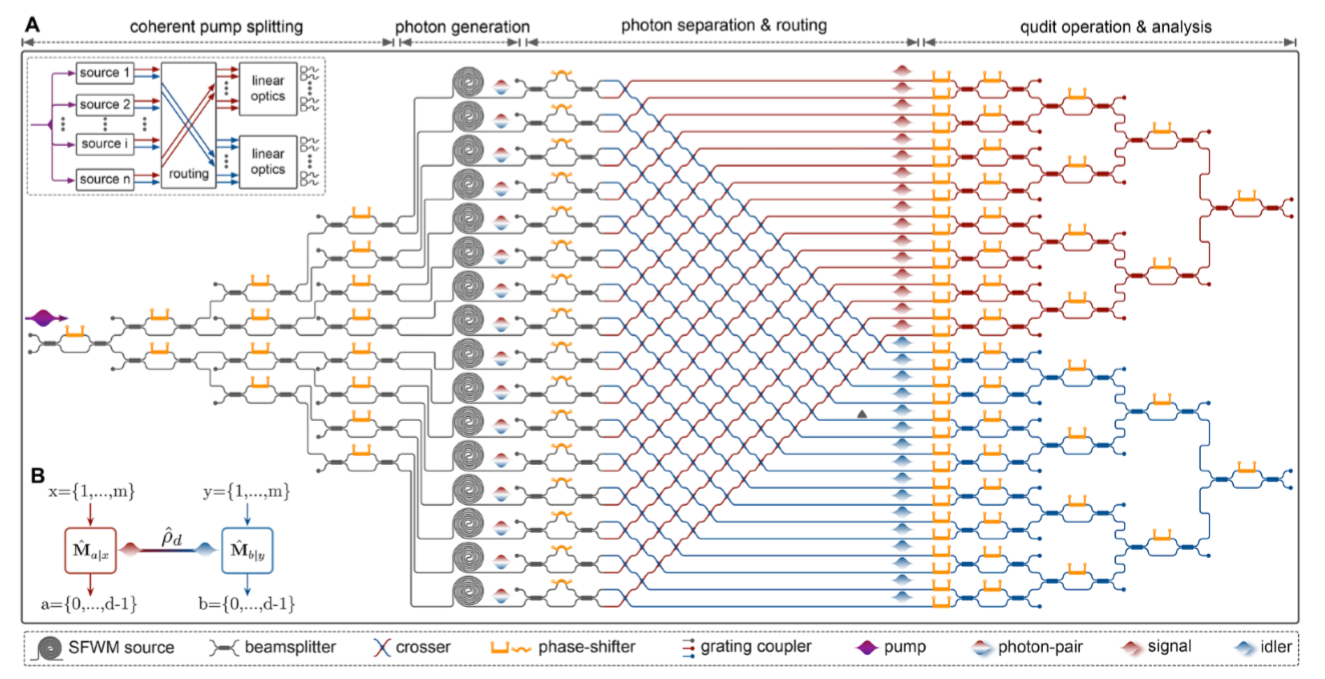 A
coherent pump splitting
photon generation
photon separation & routing
qudit operation & analysis
source 1
source 2
source i
source n
routing
linear
optics
linear
optics
B
x={1,...,m}
y={1,...,m}
M̂a|x
ρ̂d
M̂b|y
a={0,...,d-1}
b={0,...,d-1}
SFWM source
beamsplitter
crosser
phase-shifter
grating coupler
pump
photon-pair
signal
idler